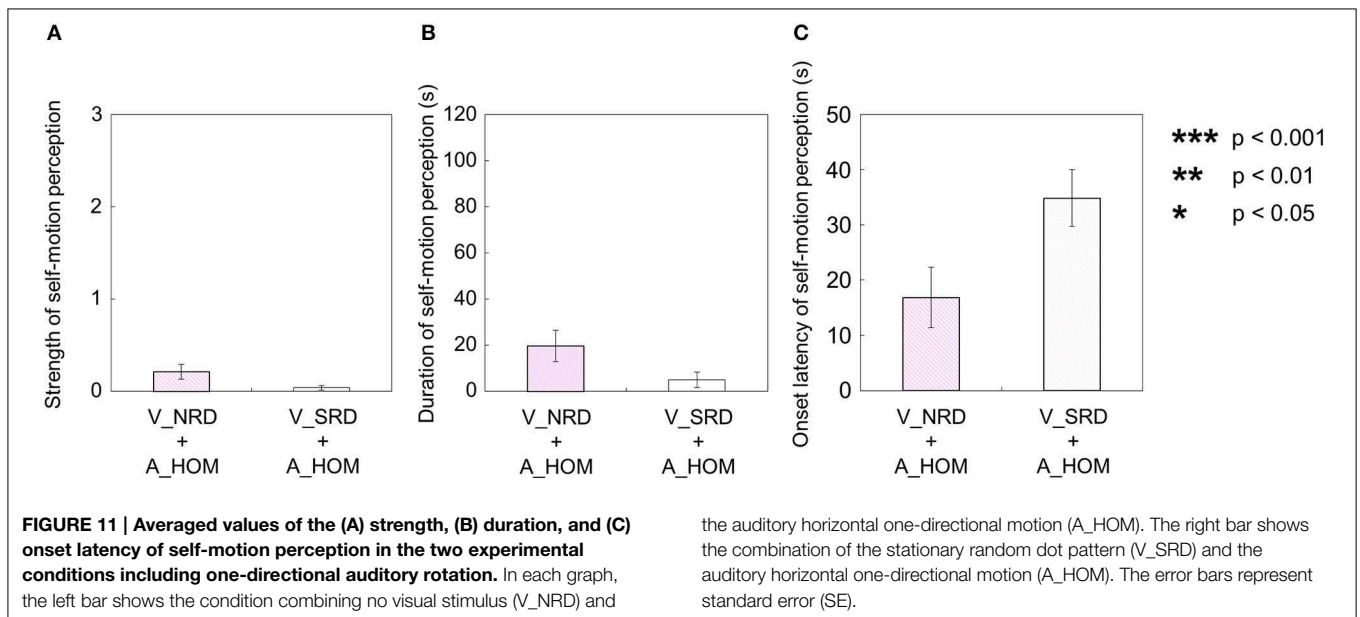 A
Strength of self-motion perception
3
2
1
0
V_NRD
+
A_HOM
V_SRD
+
A_HOM
B
Duration of self-motion perception (s)
120
100
80
60
40
20
0
V_NRD
+
A_HOM
V_SRD
+
A_HOM
C
Onset latency of self-motion perception (s)
50
40
30
20
10
0
V_NRD
+
A_HOM
V_SRD
+
A_HOM
*** p < 0.001
** p < 0.01
* p < 0.05
FIGURE 11 | Averaged values of the (A) strength, (B) duration, and (C)
onset latency of self-motion perception in the two experimental
conditions including one-directional auditory rotation. In each graph,
the left bar shows the condition combining no visual stimulus (V_NRD) and
the auditory horizontal one-directional motion (A_HOM). The right bar shows
the combination of the stationary random dot pattern (V_SRD) and the
auditory horizontal one-directional motion (A_HOM). The error bars represent
standard error (SE).